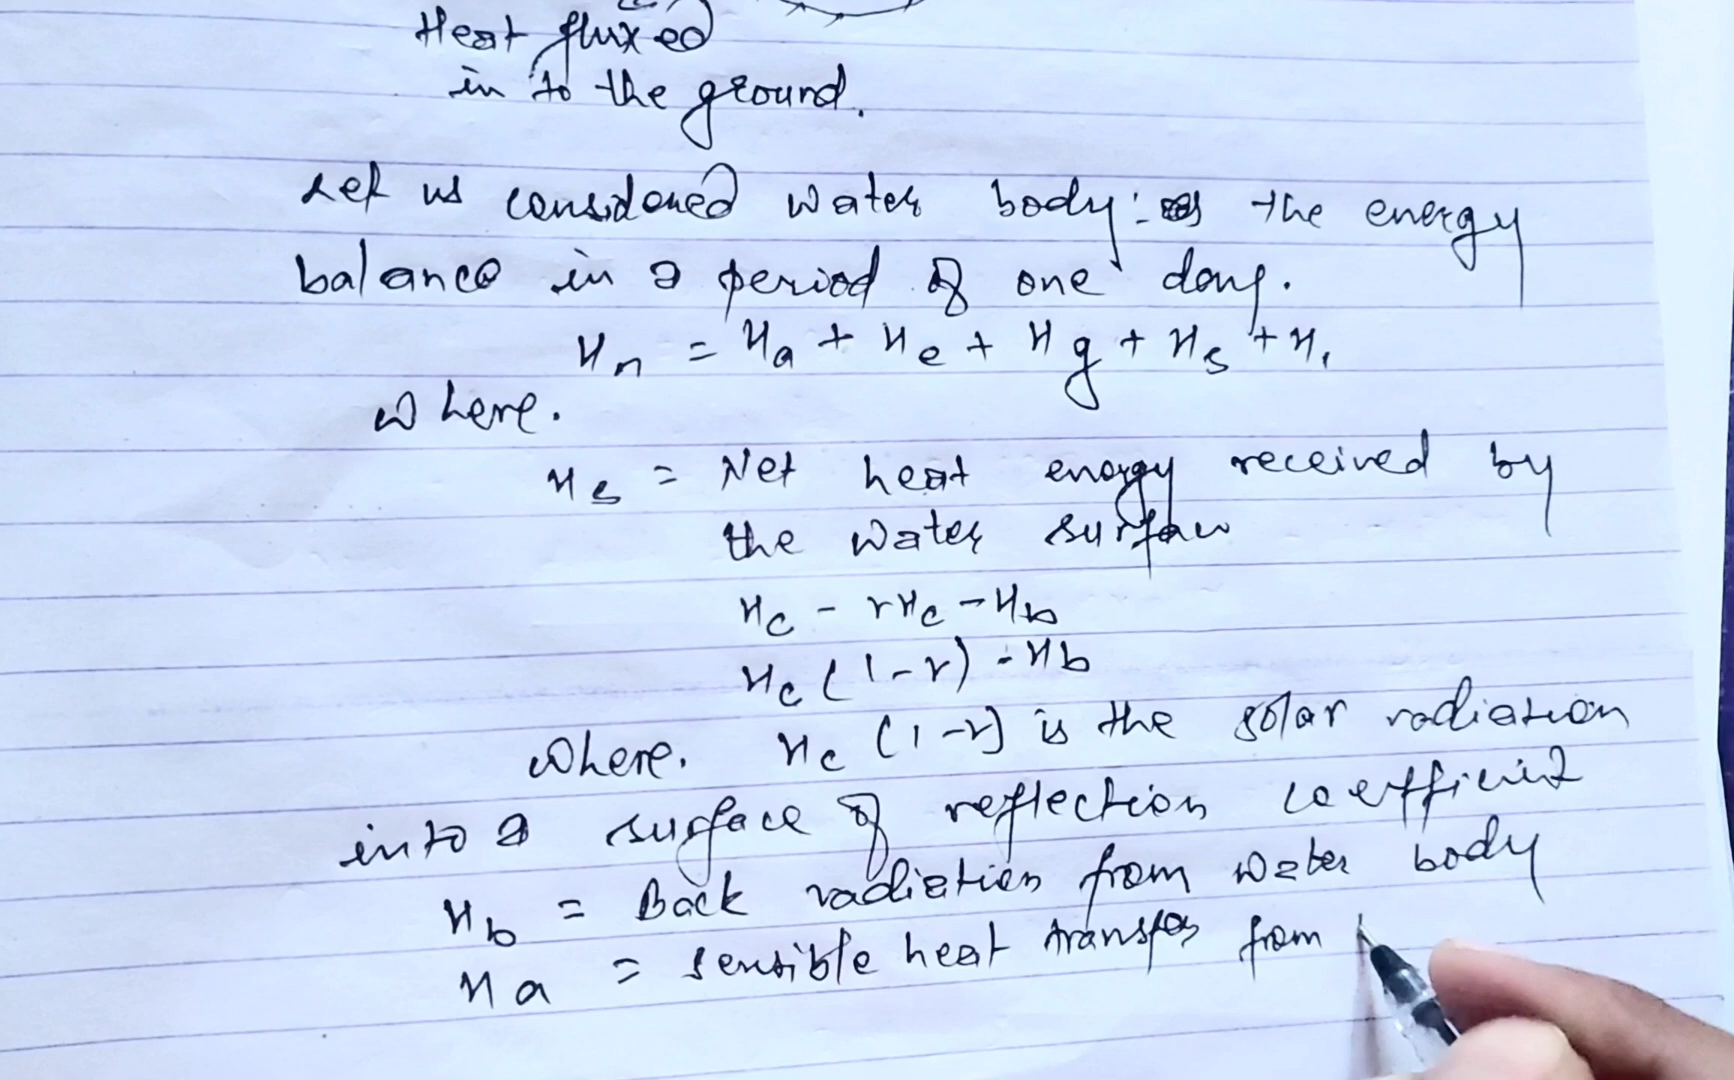 Heat fluxed
in to the ground.
Let us considered water body: the energy
balance in a period of one day.
Hn = Ha + He + Hg + Hs + Hi
where.
Hs = Net heat energy received by
the water surface
Hc - rHc - Hb
Hc (1-r) - Hb
where. Hc (1-r) is the solar radiation
into a surface of reflection coefficient
Hb = Back radiation from water body
Ha = sensible heat transfer from